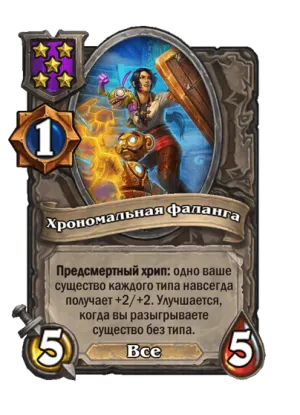 1
Хрономальная фаланга
Предсмертный хрип: одно ваше
существо каждого типа навсегда
получает +2/+2. Улучшается,
когда вы разыгрываете
существо без типа.
5
Все
5